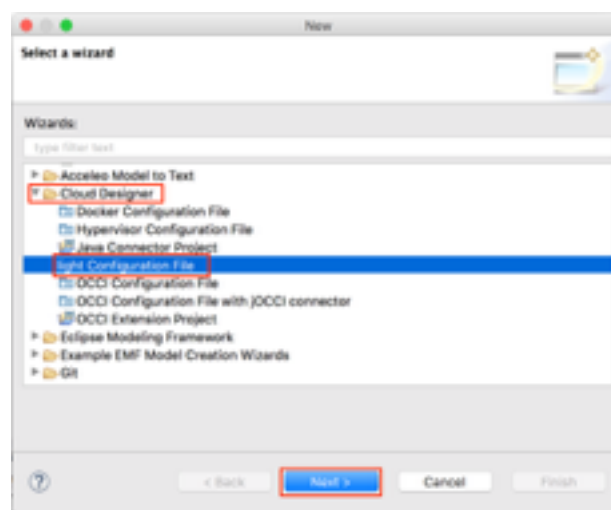 New
Select a wizard
Wizards:
type filter text
Acceleo Model to Text
Cloud Designer
Docker Configuration File
Hypervisor Configuration File
Java Connector Project
light Configuration File
OCCI Configuration File
OCCI Configuration File with jOCCI connector
OCCI Extension Project
Eclipse Modeling Framework
Example EMF Model Creation Wizards
Git
?
< Back
Next >
Cancel
Finish